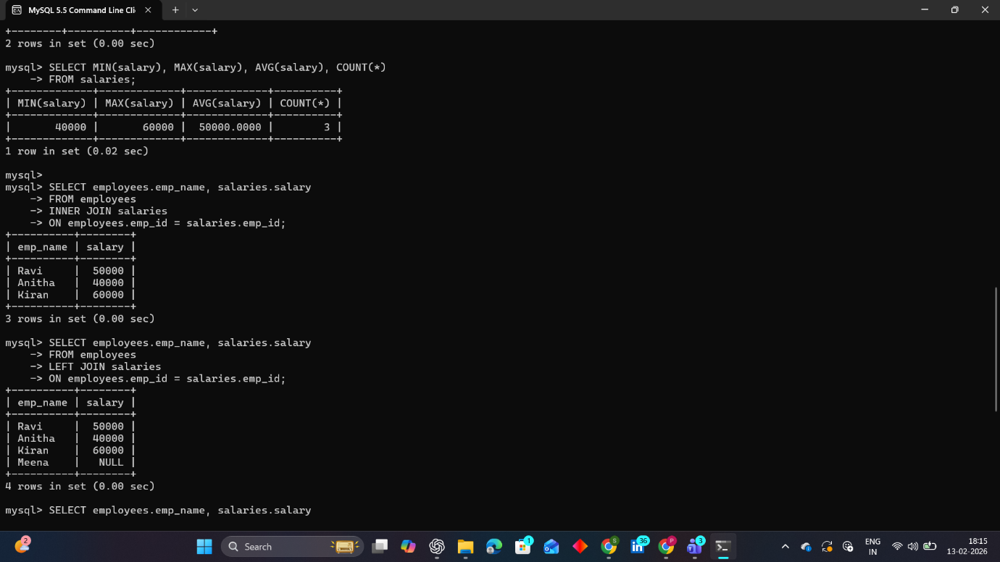 MySQL 5.5 Command Line Cli
+--------+----------+------------+
2 rows in set (0.00 sec)
mysql> SELECT MIN(salary), MAX(salary), AVG(salary), COUNT(*)
    -> FROM salaries;
+-------------+-------------+-------------+----------+
| MIN(salary) | MAX(salary) | AVG(salary) | COUNT(*) |
+-------------+-------------+-------------+----------+
|       40000 |       60000 |  50000.0000 |        3 |
+-------------+-------------+-------------+----------+
1 row in set (0.02 sec)
mysql>
mysql> SELECT employees.emp_name, salaries.salary
    -> FROM employees
    -> INNER JOIN salaries
    -> ON employees.emp_id = salaries.emp_id;
+----------+--------+
| emp_name | salary |
+----------+--------+
| Ravi     |  50000 |
| Anitha   |  40000 |
| Kiran    |  60000 |
+----------+--------+
3 rows in set (0.00 sec)
mysql> SELECT employees.emp_name, salaries.salary
    -> FROM employees
    -> LEFT JOIN salaries
    -> ON employees.emp_id = salaries.emp_id;
+----------+--------+
| emp_name | salary |
+----------+--------+
| Ravi     |  50000 |
| Anitha   |  40000 |
| Kiran    |  60000 |
| Meena    |   NULL |
+----------+--------+
4 rows in set (0.00 sec)
mysql> SELECT employees.emp_name, salaries.salary
2
Search
1
S
36
P
3
ENG
IN
18:15
13-02-2026